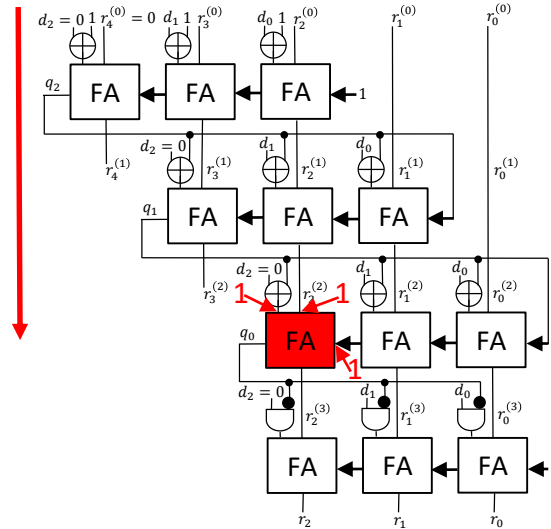 d₂ = 0 1 r₄⁽⁰⁾ = 0 d₁ 1 r₃⁽⁰⁾ d₀ 1 r₂⁽⁰⁾ r₁⁽⁰⁾ r₀⁽⁰⁾
q₂ FA FA FA 1
r₄⁽¹⁾ d₂ = 0 r₃⁽¹⁾ d₁ r₂⁽¹⁾ d₀ r₁⁽¹⁾ r₀⁽¹⁾
q₁ FA FA FA
r₃⁽²⁾ d₂ = 0 r₂⁽²⁾ d₁ r₁⁽²⁾ d₀ r₀⁽²⁾
1 1
q₀ FA FA FA
1
d₂ = 0 r₂⁽³⁾ d₁ r₁⁽³⁾ d₀ r₀⁽³⁾
FA FA FA
r₂ r₁ r₀